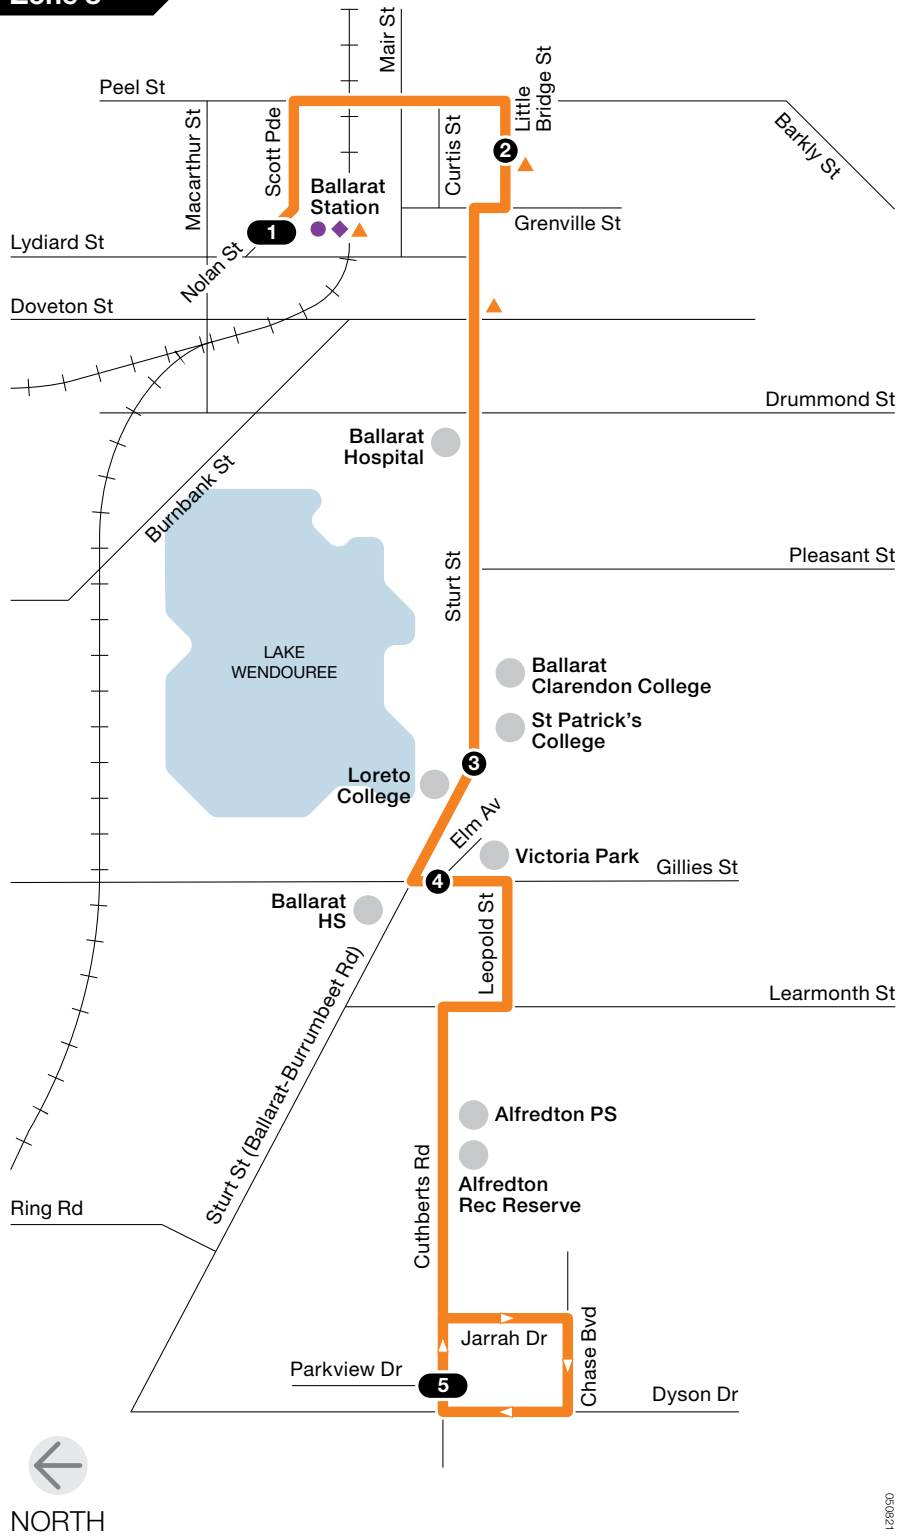 Mair St
Peel St
Little
Bridge St
Macarthur St
Scott Pde
Curtis St
Barkly St
2
Ballarat
Station
1
Grenville St
Lydiard St
Nolan St
Doveton St
Drummond St
Ballarat
Hospital
Burnbank St
Sturt St
Pleasant St
LAKE
WENDOUREE
Ballarat
Clarendon College
St Patrick's
College
3
Loreto
College
Elm Av
Victoria Park
Gillies St
4
Ballarat
HS
Leopold St
Sturt St (Ballarat-Burrumbeet Rd)
Learmonth St
Alfredton PS
Cuthberts Rd
Alfredton
Rec Reserve
Ring Rd
Jarrah Dr
Chase Bvd
Parkview Dr
5
Dyson Dr
NORTH
050821